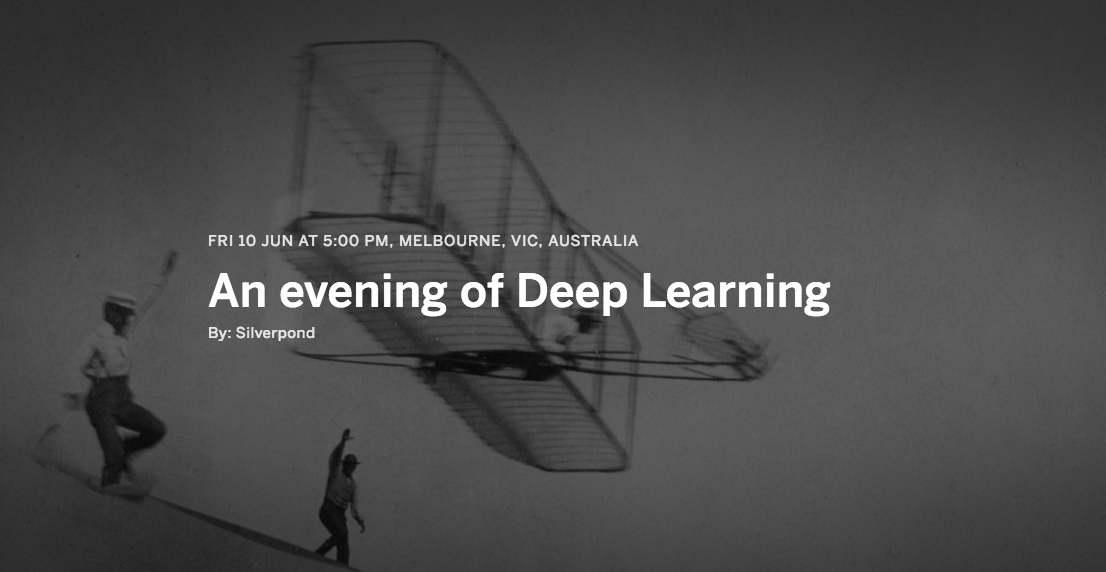 FRI 10 JUN AT 5:00 PM, MELBOURNE, VIC, AUSTRALIA
An evening of Deep Learning
By: Silverpond